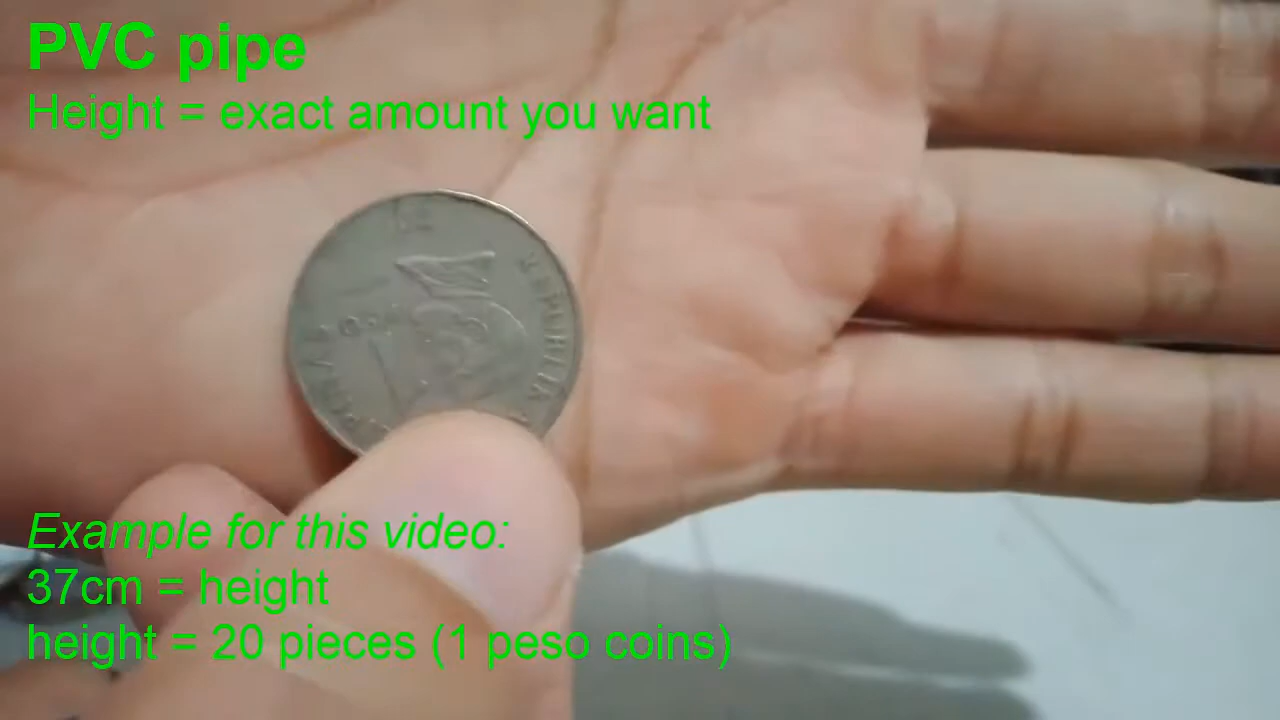 PVC pipe
Height = exact amount you want
Example for this video:
37cm = height
height = 20 pieces (1 peso coins)